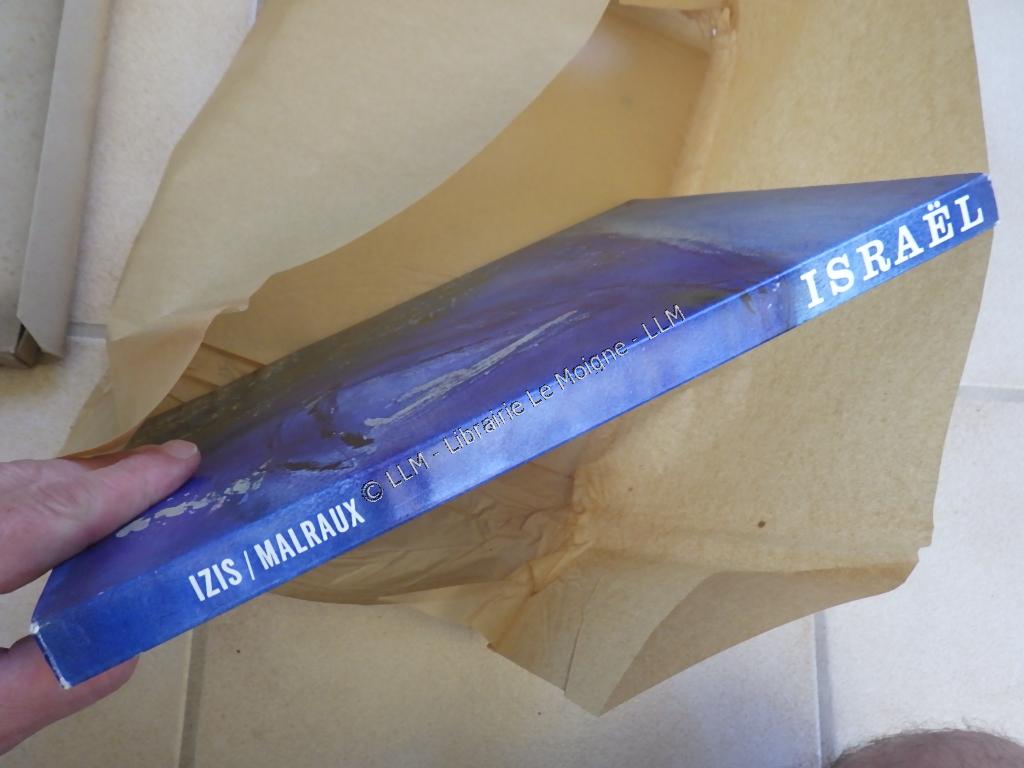 IZIS / MALRAUX
ISRAËL
© LLM - Librairie Le Moigne - LLM